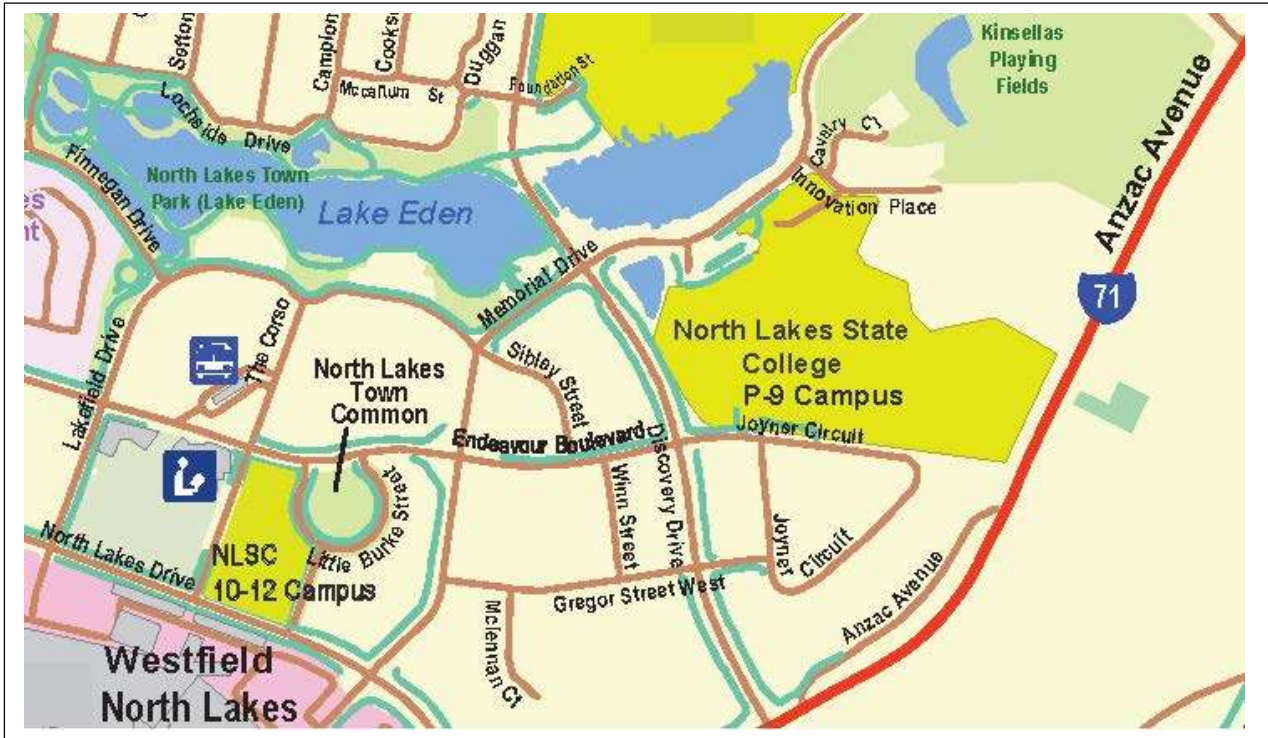 Sefton
Campion
Cooks
Duggan
Mccallum St
Foundation St
Kinsellas
Playing
Fields
Anzac Avenue
Lochside Drive
Finnegan Drive
North Lakes Town
Park (Lake Eden)
Lake Eden
Cavalry Ct
Innovation Place
es
nt
Memorial Drive
71
Lakefield Drive
The Corso
North Lakes
Town
Common
Sibley Street
North Lakes State
College
P-9 Campus
Joyner Circuit
Endeavour Boulevard
Discovery Drive
Winn Street
Joyner
Circuit
North Lakes Drive
NLSC
10-12 Campus
Little Burke Street
Gregor Street West
Mclennan Ct
Anzac Avenue
Westfield
North Lakes